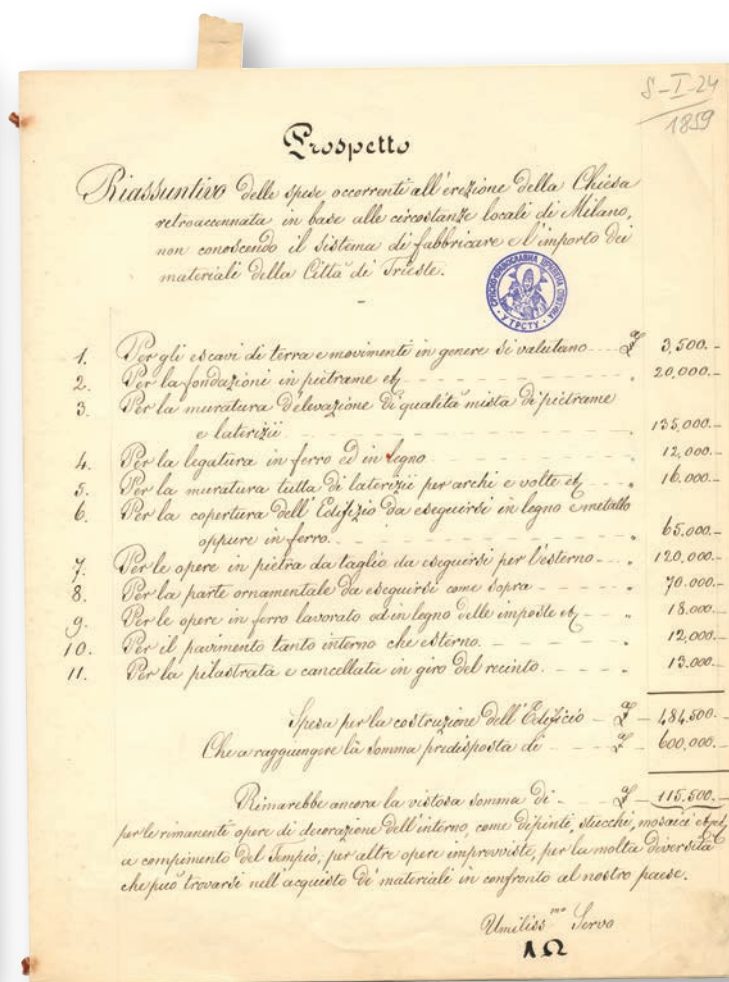 S-I-24
1859
Prospetto
Riassuntivo delle spese occorrenti all'erezione della Chiesa
retroaccennata in base alle circostanze locali di Milano,
non conoscendo il sistema di fabbricare e l'importo dei
materiali della Città di Trieste.
СРПСКО-ПРАВОСЛАВНА ЦРКВЕНА ОПШТИНА
· У ТРСТУ ·
1. Per gli escavi di terra e movimenti in genere si valutano 3,500.-
2. Per la fondazioni in pietrame 20,000.-
3. Per la muratura d'elevazione di qualità mista di pietrame
e laterizii 135,000.-
4. Per la legatura in ferro ed in legno 12,000.-
5. Per la muratura tutta di laterizii per archi e volte 16.000.-
6. Per la copertura dell'Edifizio da eseguirsi in legno e metallo
oppure in ferro. 65.000.-
7. Per le opere in pietra da taglio da eseguirsi per l'esterno 120,000.-
8. Per la parte ornamentale da eseguirsi come sopra 70.000.-
9. Per le opere in ferro lavorato od in legno delle imposte 18.000.-
10. Per il pavimento tanto interno che esterno. 12,000.-
11. Per la pilastrata e cancellata in giro del recinto. 13.000.-
Spesa per la costruzione dell'Edificio 484.500.-
Che a raggiungere la somma predisposta di 600,000.-
Rimarebbe ancora la vistosa somma di 115.500.-
per le rimanenti opere di decorazione dell'interno, come dipinti, stucchi, mosaici
a compimento del Tempio, per altre opere improvviste, per la molta diversità
che può trovarsi nell'acquisto di materiali in confronto al nostro paese.
Umiliss.mo Servo
1Ω